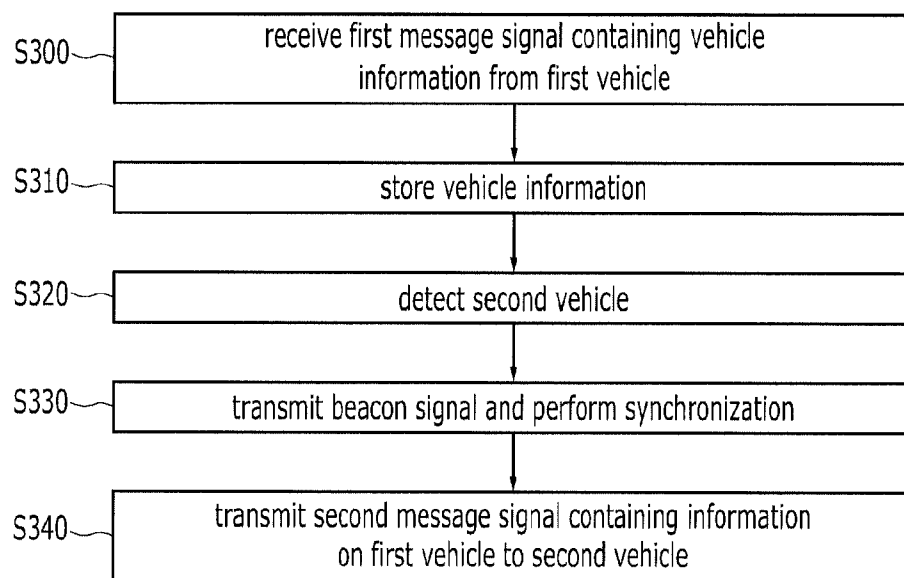 S300
receive first message signal containing vehicle
information from first vehicle
S310
store vehicle information
S320
detect second vehicle
S330
transmit beacon signal and perform synchronization
S340
transmit second message signal containing information
on first vehicle to second vehicle